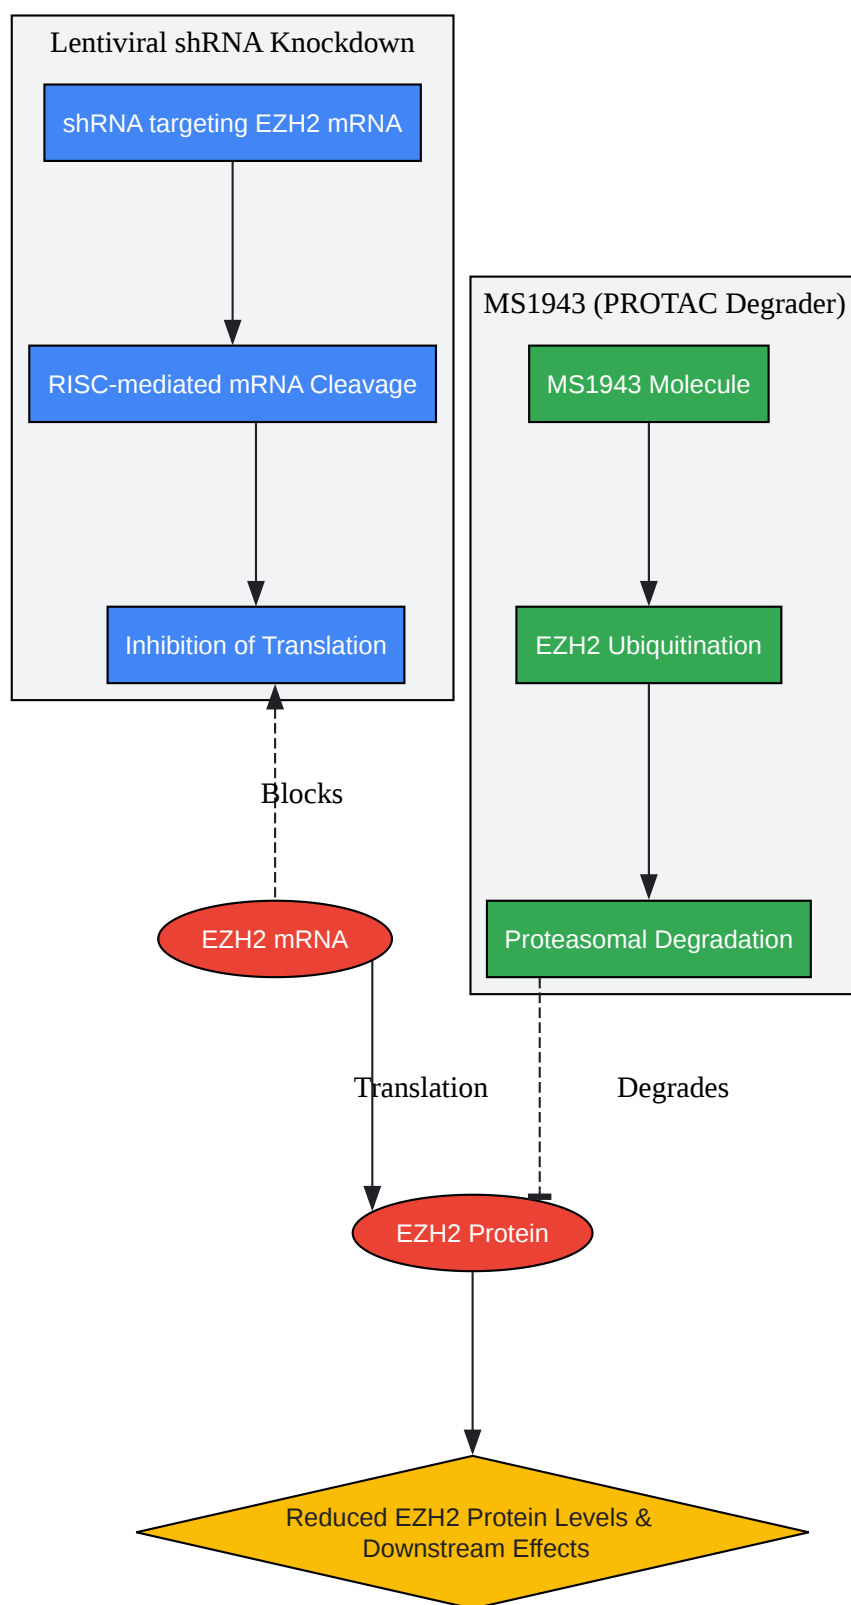 Lentiviral shRNA Knockdown
shRNA targeting EZH2 mRNA
RISC-mediated mRNA Cleavage
Inhibition of Translation
MS1943 (PROTAC Degrader)
MS1943 Molecule
EZH2 Ubiquitination
Proteasomal Degradation
Blocks
EZH2 mRNA
Translation
Degrades
EZH2 Protein
Reduced EZH2 Protein Levels &
Downstream Effects